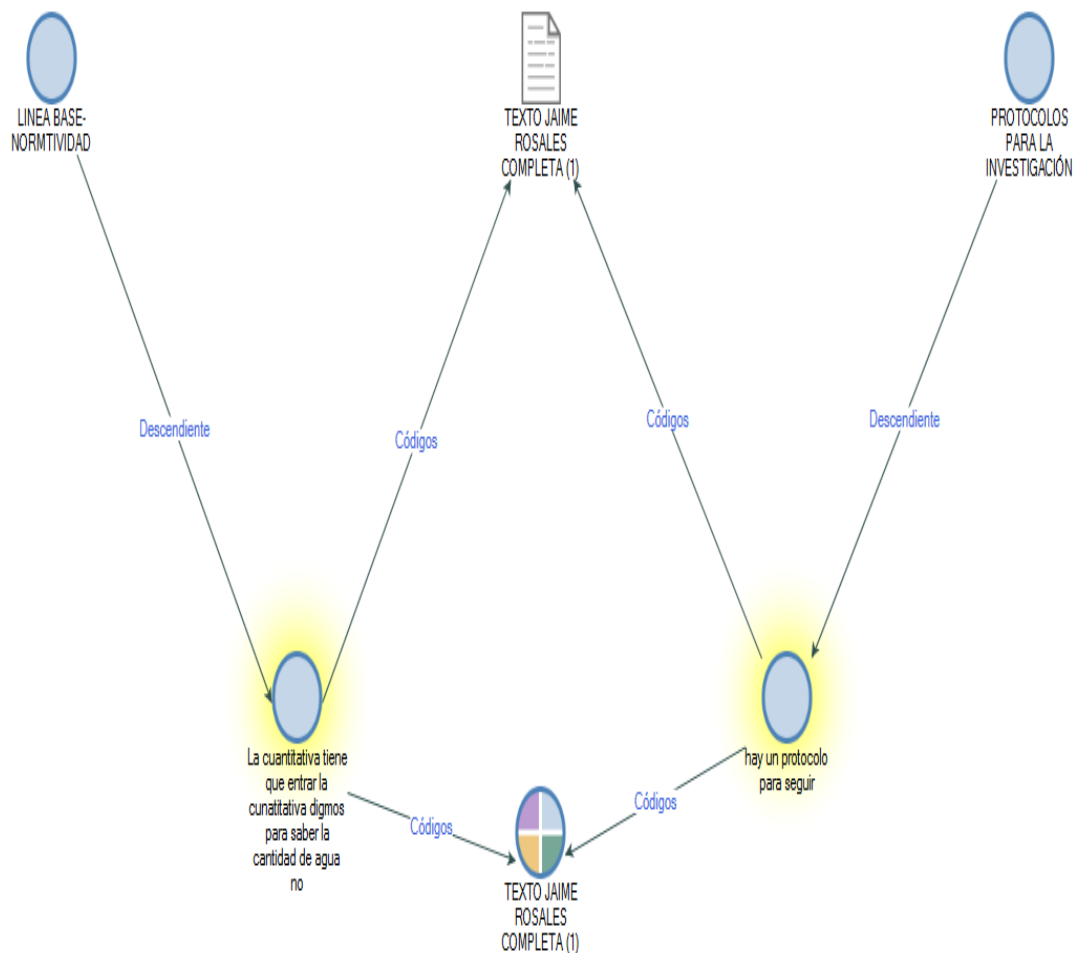 LINEA BASE-
NORMTIVIDAD
TEXTO JAIME
ROSALES
COMPLETA (1)
PROTOCOLOS
PARA LA
INVESTIGACIÓN
Descendiente
Códigos
Códigos
Descendiente
La cuantitativa tiene
que entrar la
cunatitativa digmos
para saber la
cantidad de agua
no
hay un protocolo
para seguir
Códigos
Códigos
TEXTO JAIME
ROSALES
COMPLETA (1)